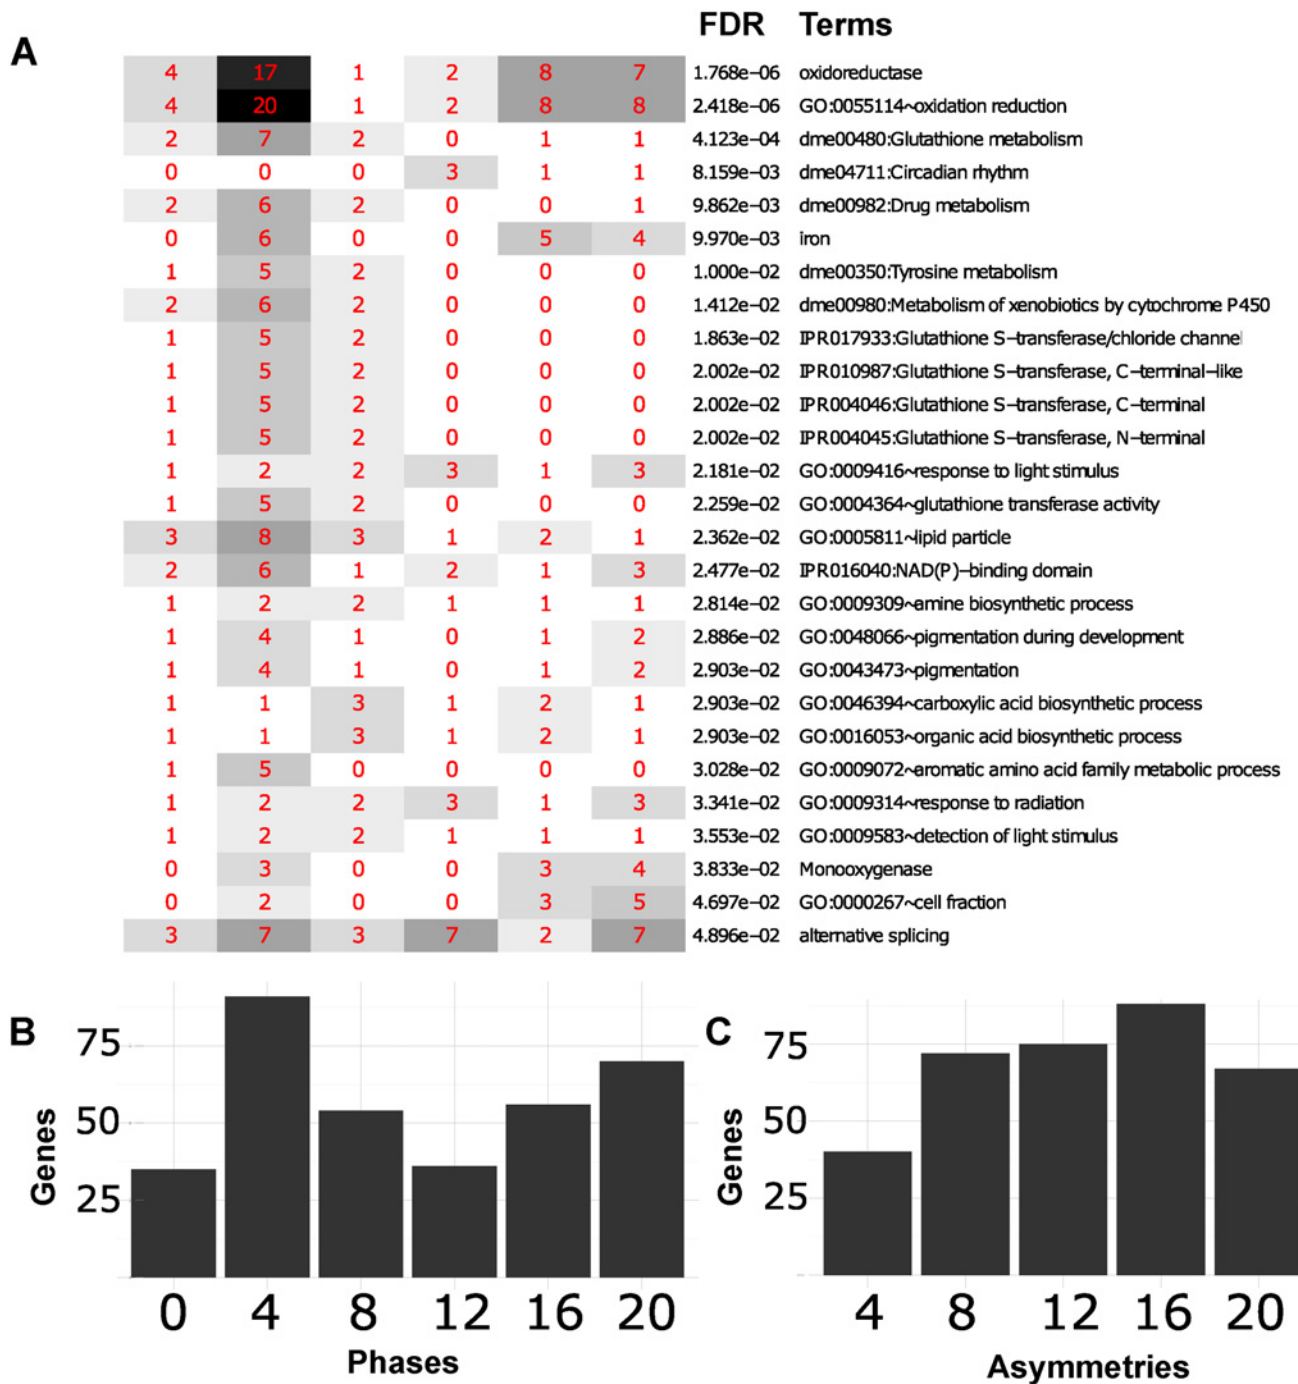 FDR Terms
A
4 17 1 2 8 7 1.768e−06 oxidoreductase
4 20 1 2 8 8 2.418e−06 GO:0055114~oxidation reduction
2 7 2 0 1 1 4.123e−04 dme00480:Glutathione metabolism
0 0 0 3 1 1 8.159e−03 dme04711:Circadian rhythm
2 6 2 0 0 1 9.862e−03 dme00982:Drug metabolism
0 6 0 0 5 4 9.970e−03 iron
1 5 2 0 0 0 1.000e−02 dme00350:Tyrosine metabolism
2 6 2 0 0 0 1.412e−02 dme00980:Metabolism of xenobiotics by cytochrome P450
1 5 2 0 0 0 1.863e−02 IPR017933:Glutathione S−transferase/chloride channel
1 5 2 0 0 0 2.002e−02 IPR010987:Glutathione S−transferase, C−terminal−like
1 5 2 0 0 0 2.002e−02 IPR004046:Glutathione S−transferase, C−terminal
1 5 2 0 0 0 2.002e−02 IPR004045:Glutathione S−transferase, N−terminal
1 2 2 3 1 3 2.181e−02 GO:0009416~response to light stimulus
1 5 2 0 0 0 2.259e−02 GO:0004364~glutathione transferase activity
3 8 3 1 2 1 2.362e−02 GO:0005811~lipid particle
2 6 1 2 1 3 2.477e−02 IPR016040:NAD(P)−binding domain
1 2 2 1 1 1 2.814e−02 GO:0009309~amine biosynthetic process
1 4 1 0 1 2 2.886e−02 GO:0048066~pigmentation during development
1 4 1 0 1 2 2.903e−02 GO:0043473~pigmentation
1 1 3 1 2 1 2.903e−02 GO:0046394~carboxylic acid biosynthetic process
1 1 3 1 2 1 2.903e−02 GO:0016053~organic acid biosynthetic process
1 5 0 0 0 0 3.028e−02 GO:0009072~aromatic amino acid family metabolic process
1 2 2 3 1 3 3.341e−02 GO:0009314~response to radiation
1 2 2 1 1 1 3.553e−02 GO:0009583~detection of light stimulus
0 3 0 0 3 4 3.833e−02 Monooxygenase
0 2 0 0 3 5 4.697e−02 GO:0000267~cell fraction
3 7 3 7 2 7 4.896e−02 alternative splicing
B
Genes
75
50
25
0 4 8 12 16 20
Phases
C
Genes
75
50
25
4 8 12 16 20
Asymmetries